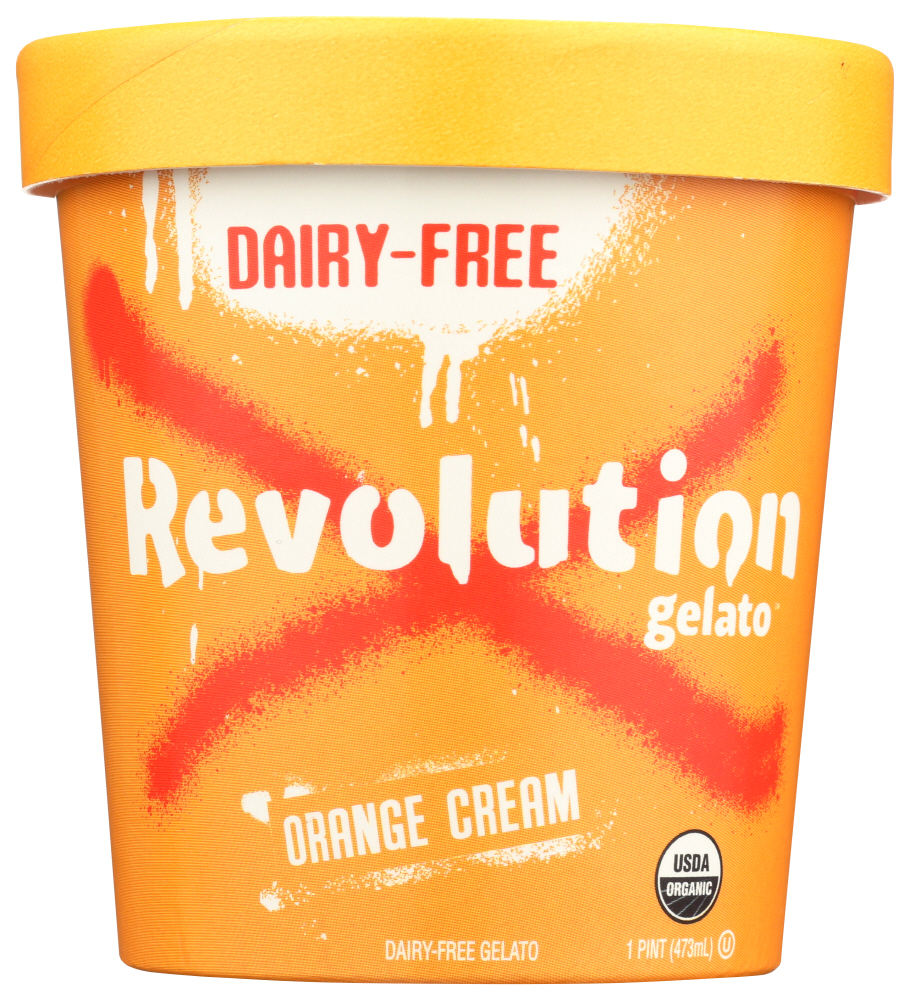 DAIRY-FREE
Revolution
gelato
ORANGE CREAM
USDA
ORGANIC
DAIRY-FREE GELATO
1 PINT (473mL) Ⓤ